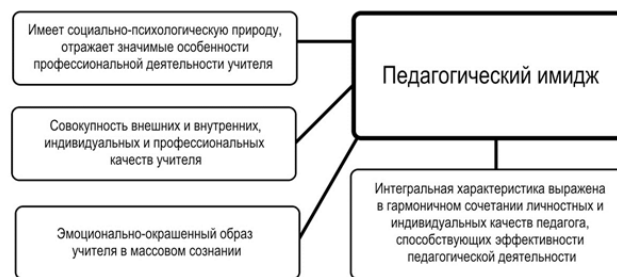 Имеет социально-психологическую природу,
отражает значимые особенности
профессиональной деятельности учителя
Педагогический имидж
Совокупность внешних и внутренних,
индивидуальных и профессиональных
качеств учителя
Эмоционально-окрашенный образ
учителя в массовом сознании
Интегральная характеристика выражена
в гармоничном сочетании личностных и
индивидуальных качеств педагога,
способствующих эффективности
педагогической деятельности